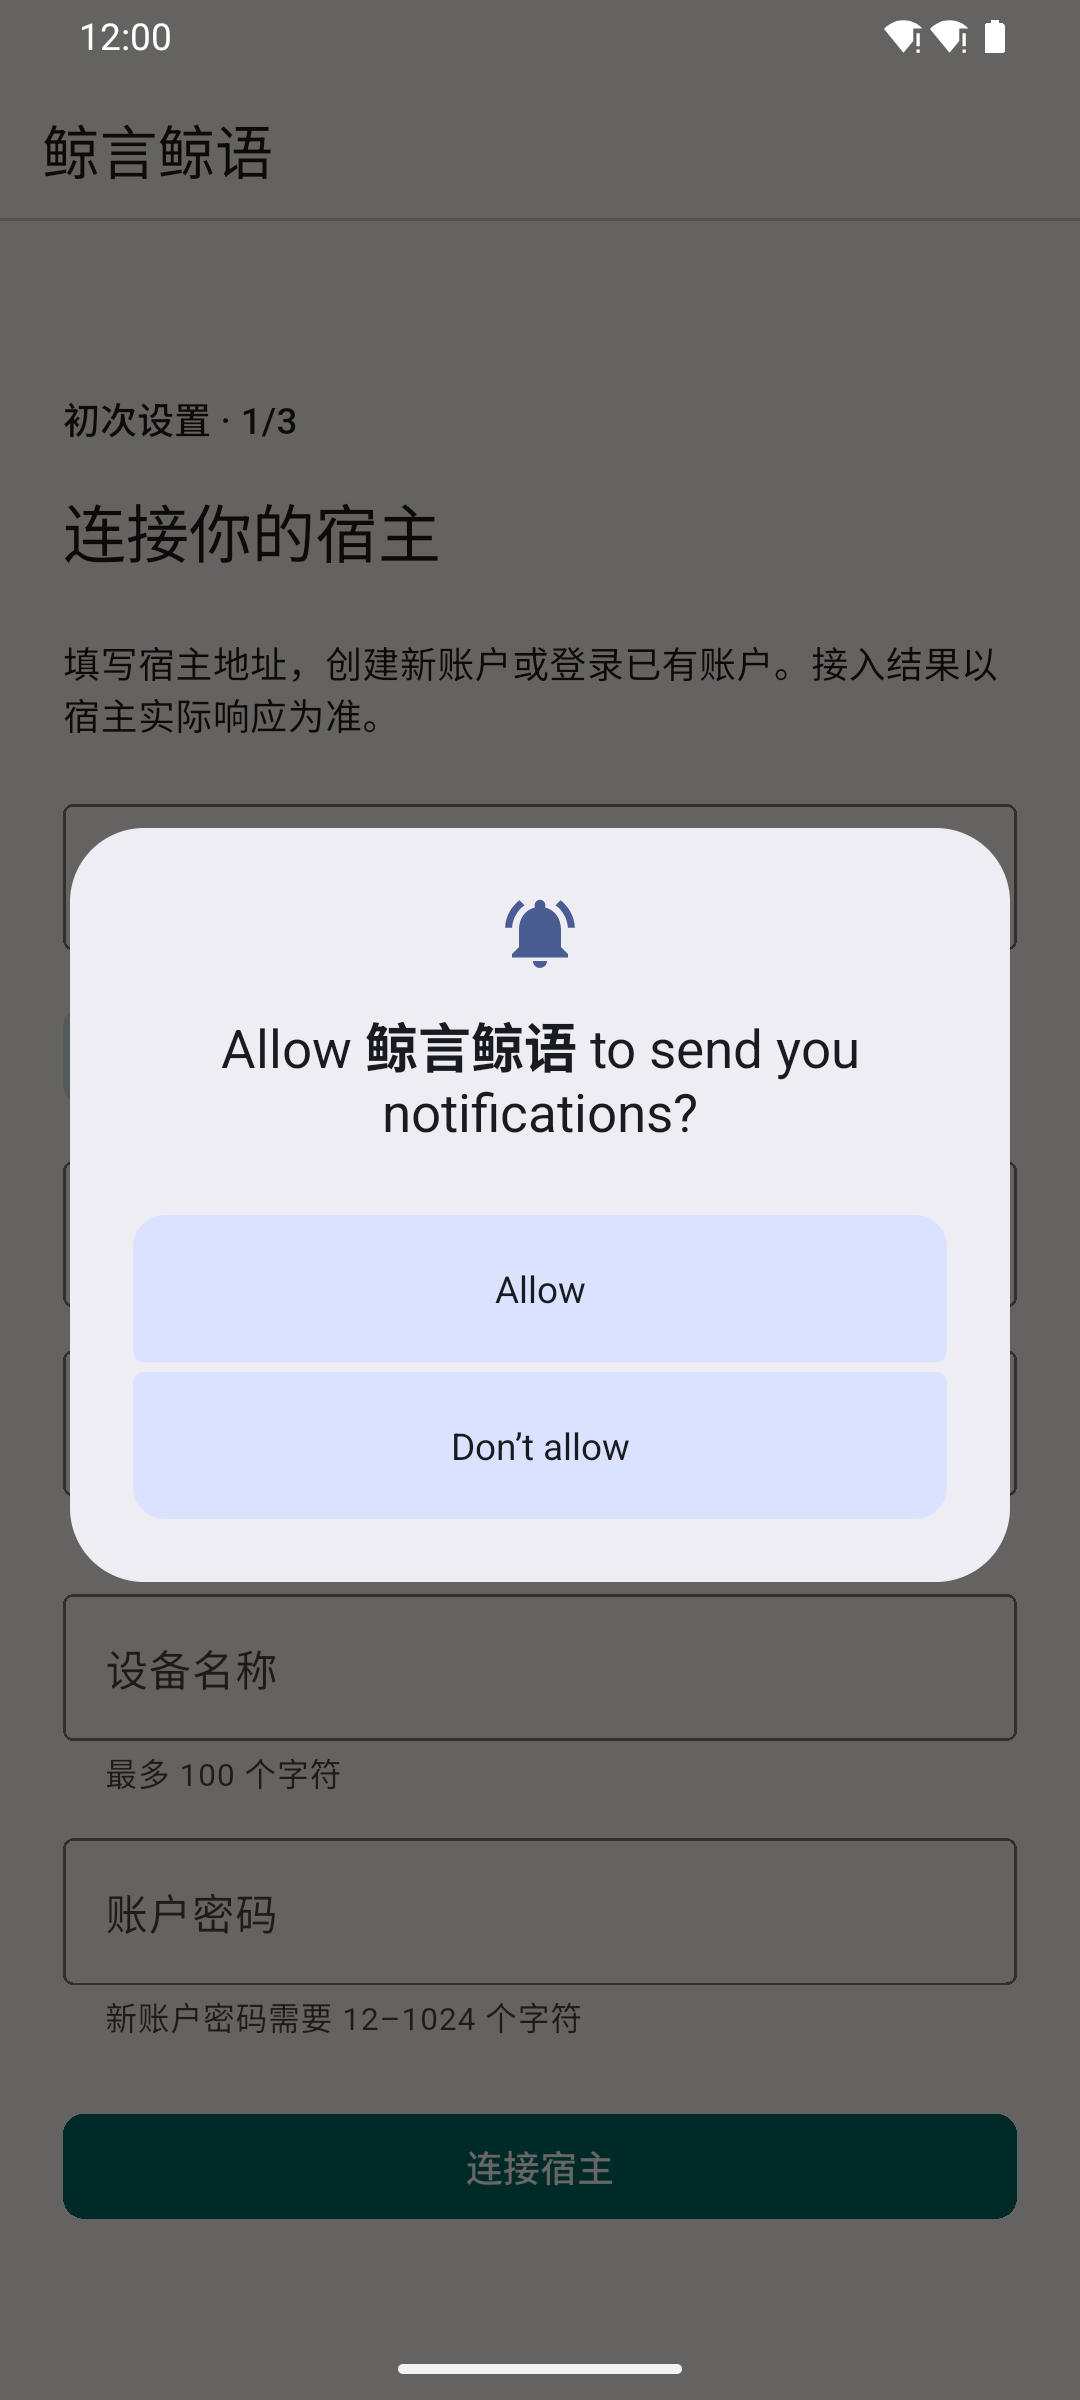 12:00
鲸言鲸语
初次设置 · 1/3
连接你的宿主
填写宿主地址，创建新账户或登录已有账户。接入结果以
宿主实际响应为准。
Allow 鲸言鲸语 to send you
notifications?
Allow
Don’t allow
设备名称
最多 100 个字符
账户密码
新账户密码需要 12–1024 个字符
连接宿主